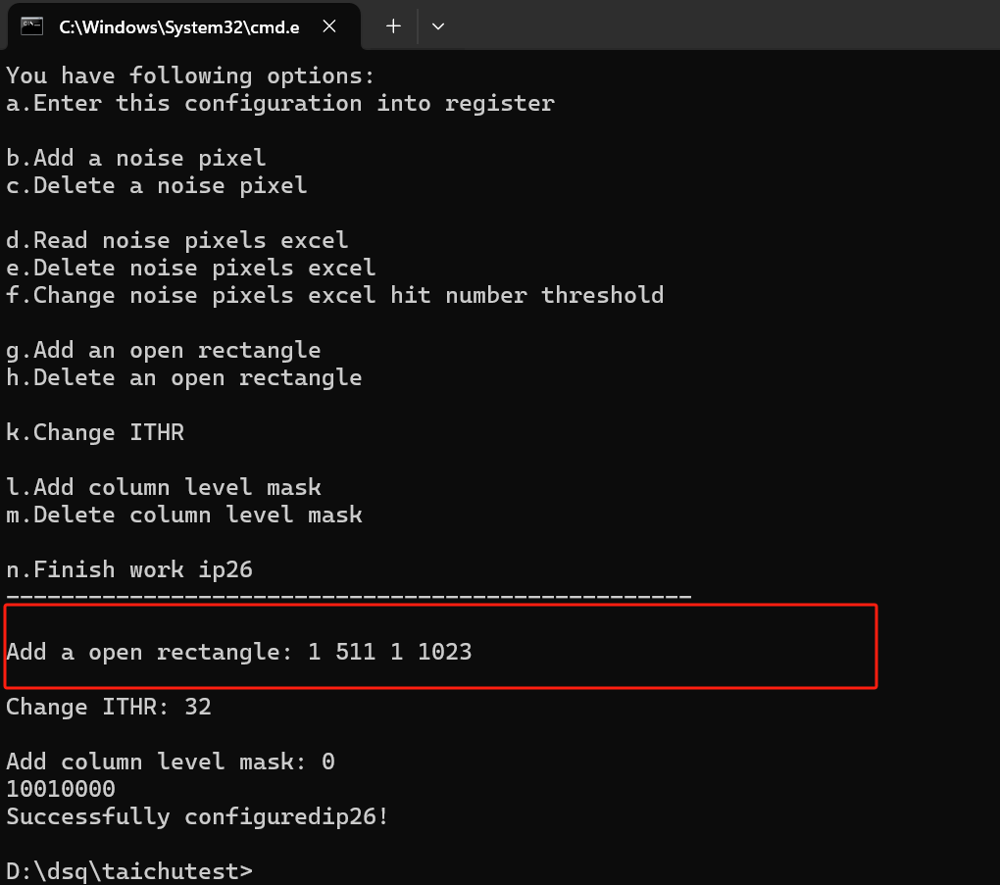 C:\Windows\System32\cmd.e
You have following options:
a.Enter this configuration into register
b.Add a noise pixel
c.Delete a noise pixel
d.Read noise pixels excel
e.Delete noise pixels excel
f.Change noise pixels excel hit number threshold
g.Add an open rectangle
h.Delete an open rectangle
k.Change ITHR
l.Add column level mask
m.Delete column level mask
n.Finish work ip26
--------------------------------------------------
Add a open rectangle: 1 511 1 1023
Change ITHR: 32
Add column level mask: 0
10010000
Successfully configuredip26!
D:\dsq\taichutest>